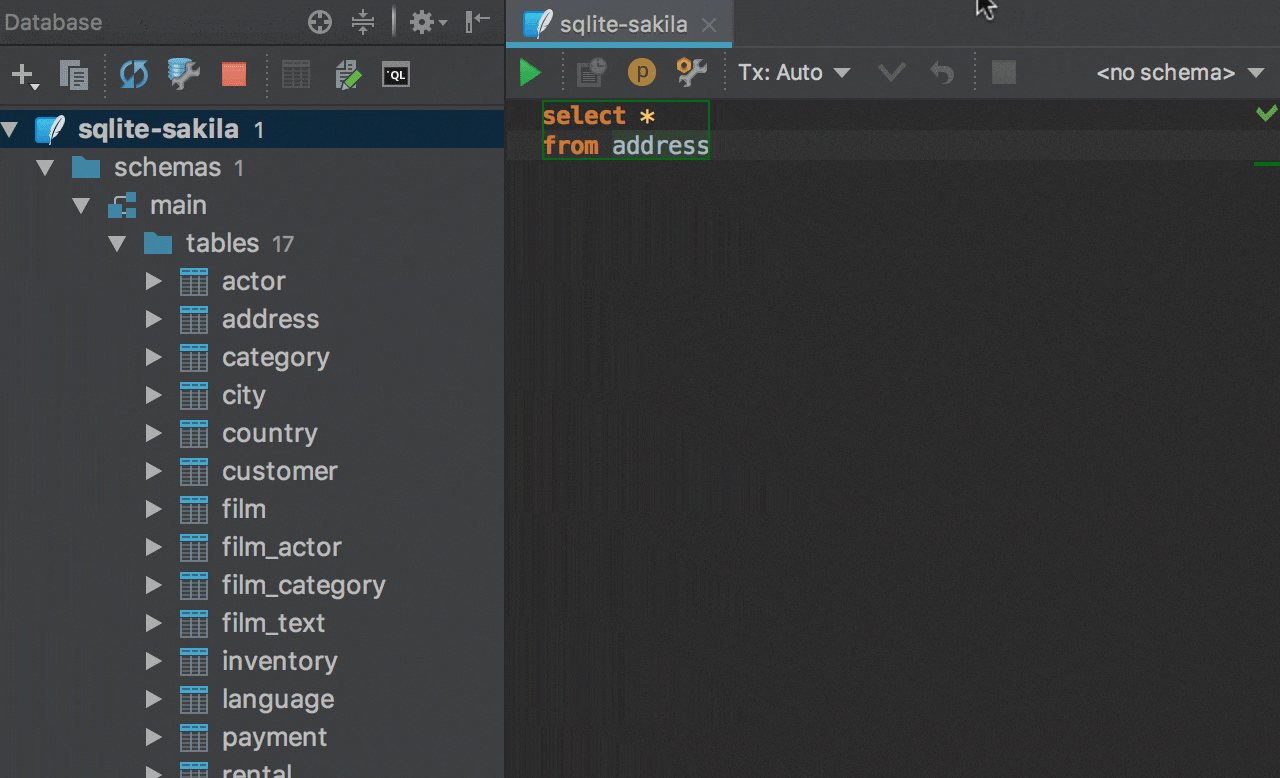 Database
sqlite-sakila 1
schemas 1
main
tables 17
actor
address
category
city
country
customer
film
film_actor
film_category
film_text
inventory
language
payment
rental
QL
sqlite-sakila
p
Tx: Auto
<no schema>
select *
from address